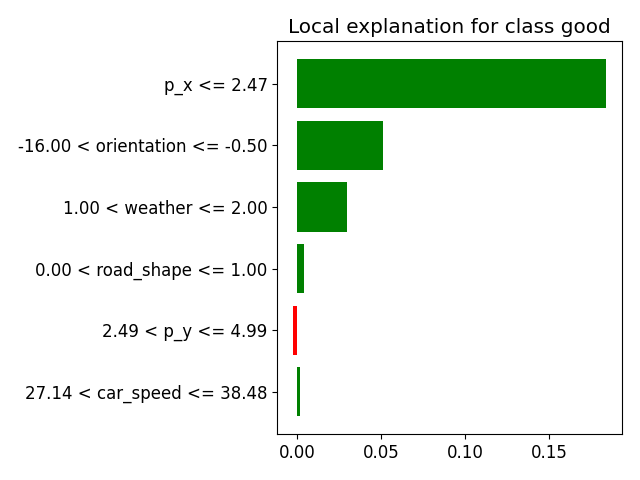 Local explanation for class good
p_x <= 2.47
-16.00 < orientation <= -0.50
1.00 < weather <= 2.00
0.00 < road_shape <= 1.00
2.49 < p_y <= 4.99
27.14 < car_speed <= 38.48
0.00 0.05 0.10 0.15